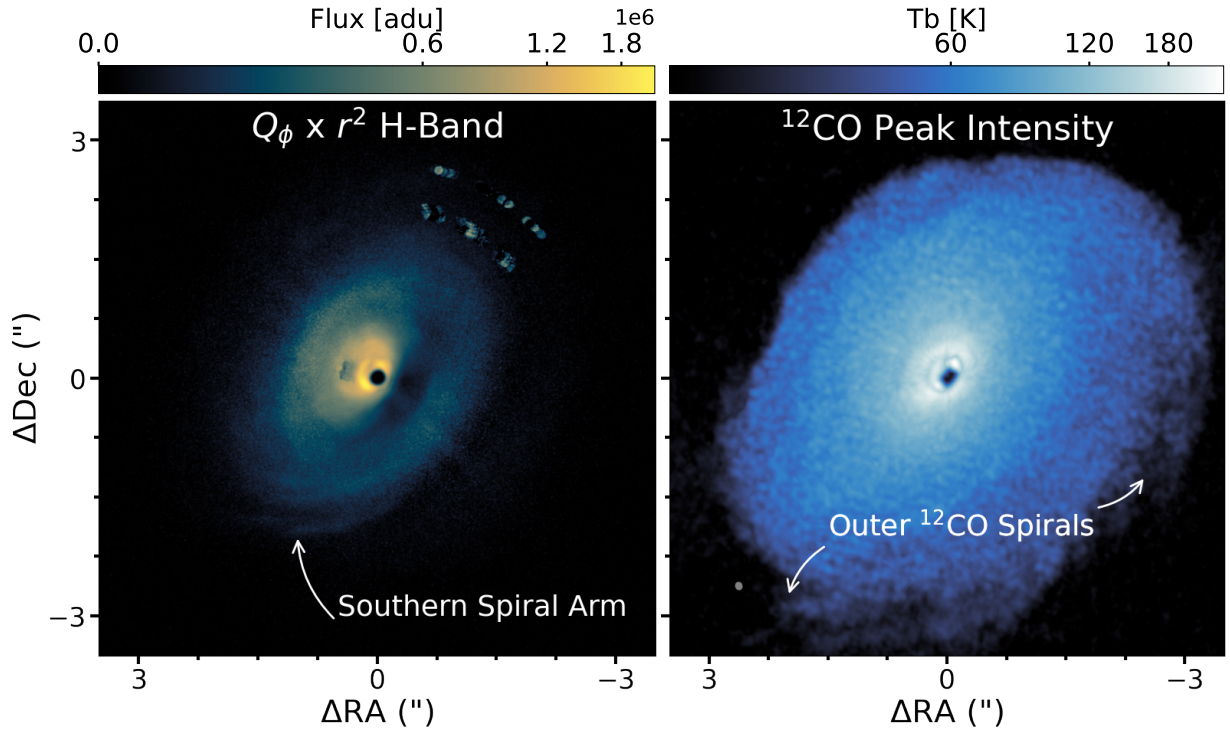 Flux [adu]
1e6
0.0 0.6 1.2 1.8
Tb [K]
60 120 180
Q_ϕ x r² H-Band
¹²CO Peak Intensity
3
0
−3
ΔDec (")
Southern Spiral Arm
Outer ¹²CO Spirals
3 0 −3
ΔRA (")
3 0 −3
ΔRA (")